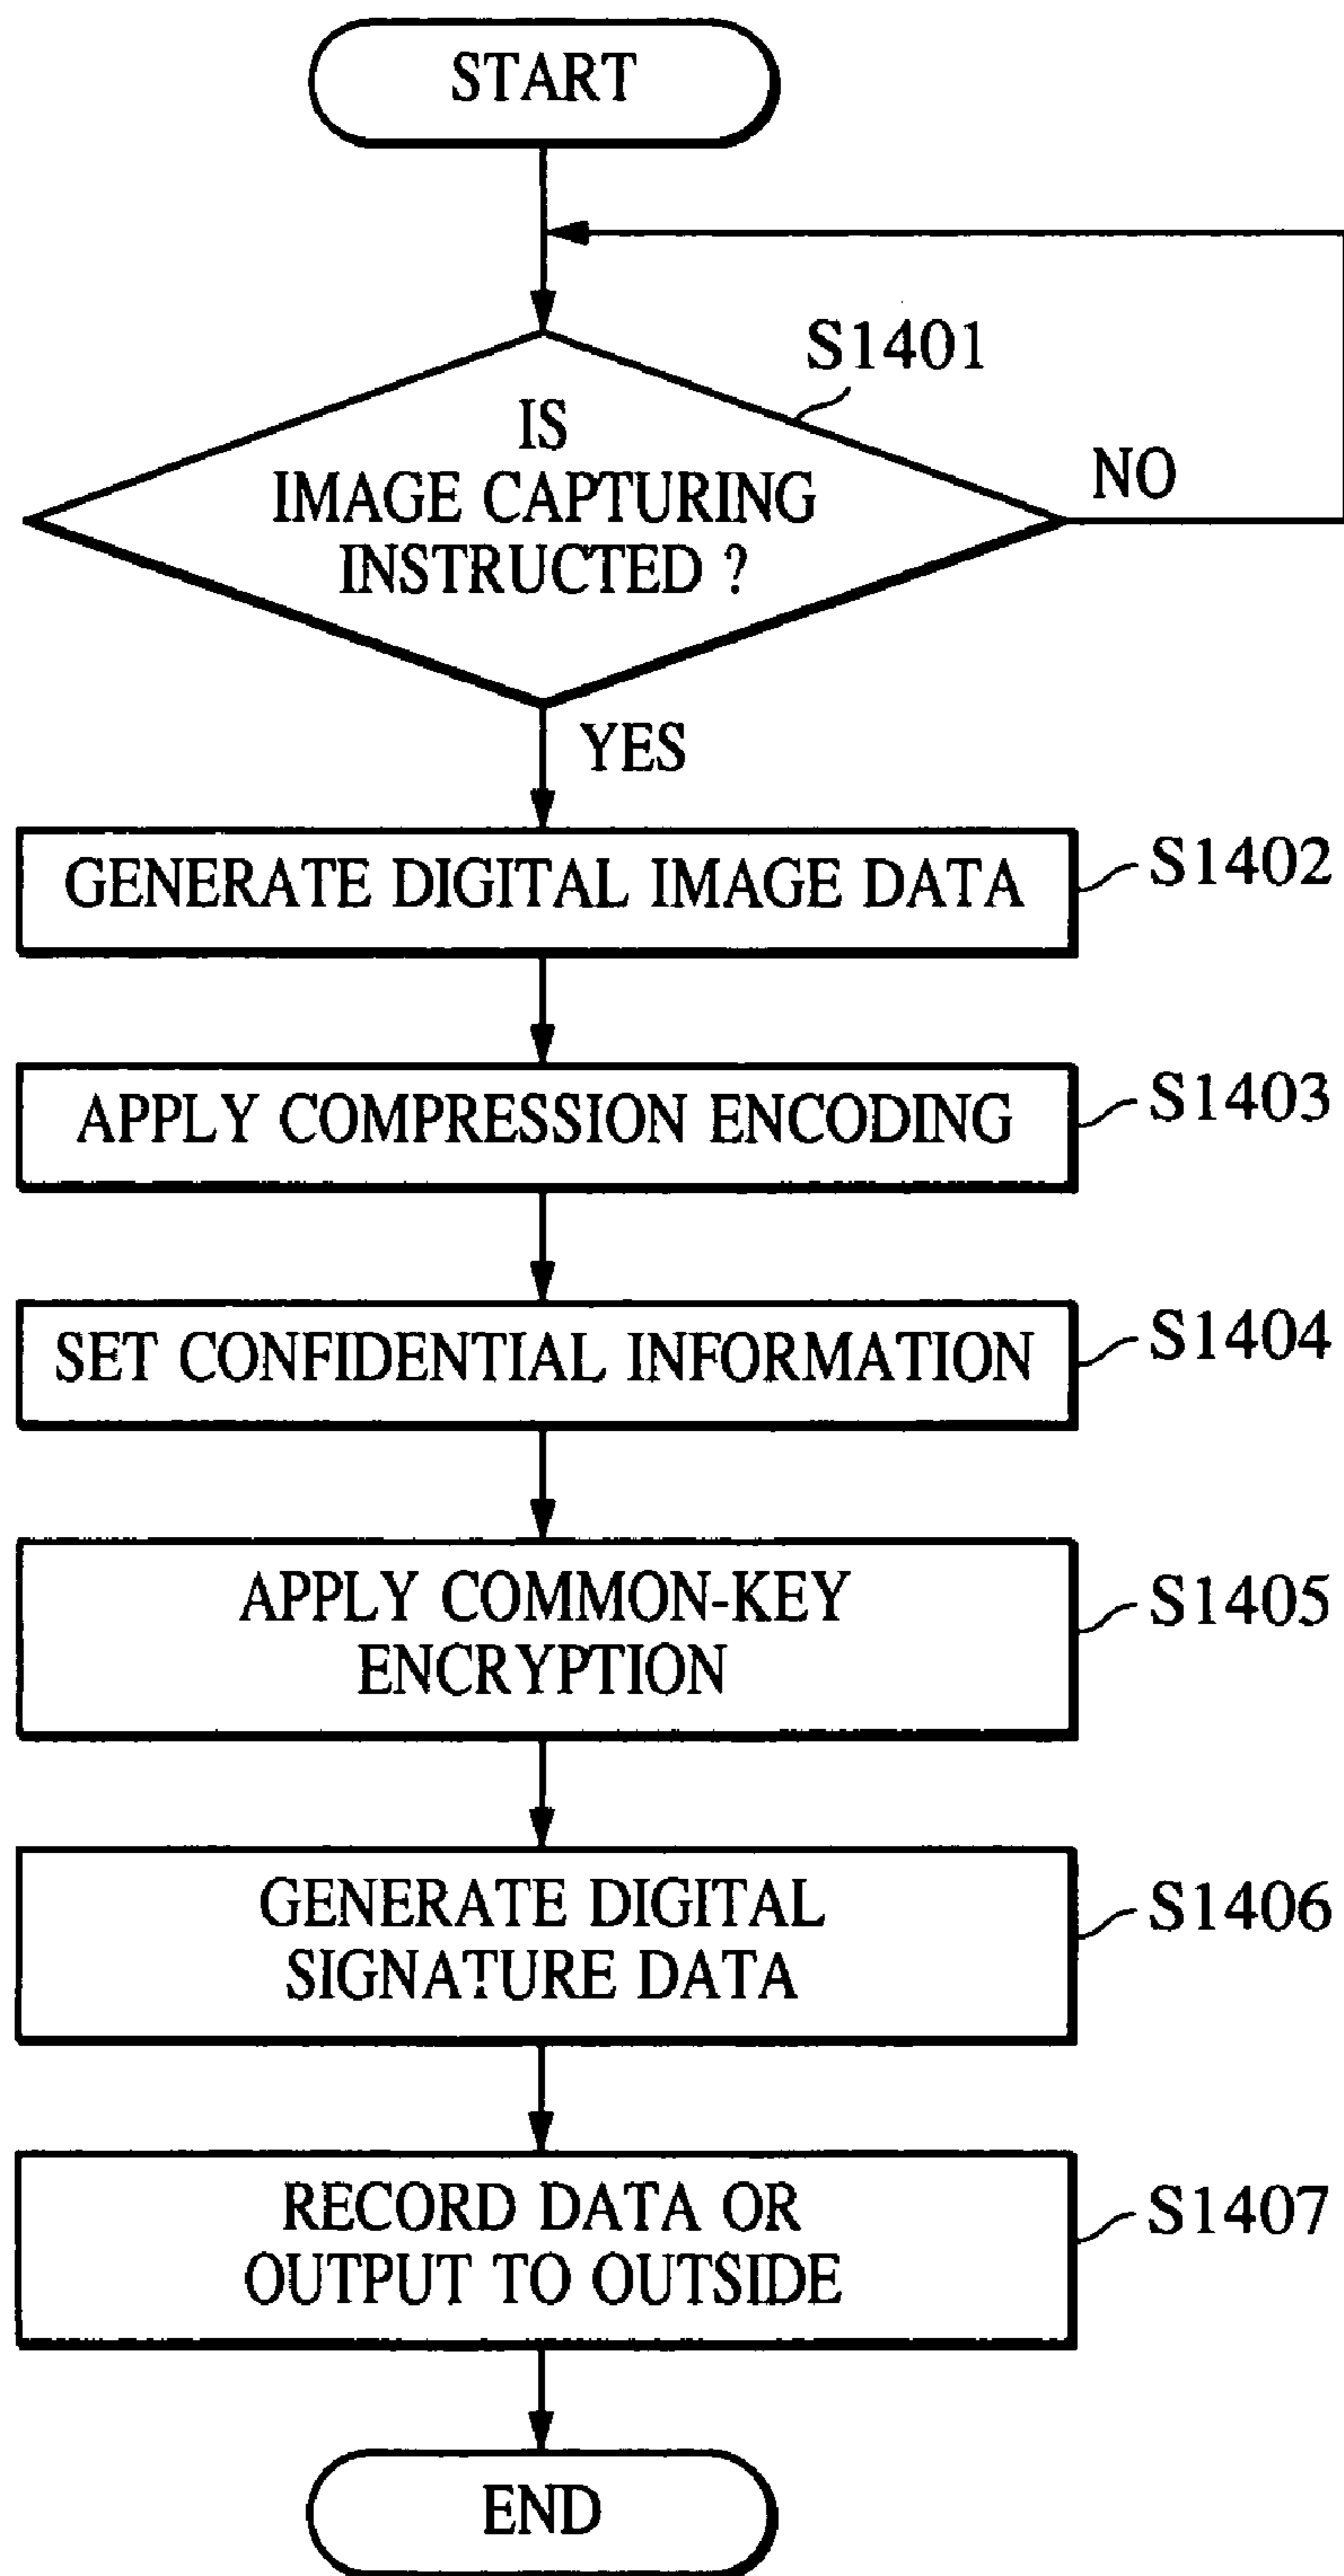 START
S1401
IS
IMAGE CAPTURING
INSTRUCTED ?
NO
YES
GENERATE DIGITAL IMAGE DATA
S1402
APPLY COMPRESSION ENCODING
S1403
SET CONFIDENTIAL INFORMATION
S1404
APPLY COMMON-KEY
ENCRYPTION
S1405
GENERATE DIGITAL
SIGNATURE DATA
S1406
RECORD DATA OR
OUTPUT TO OUTSIDE
S1407
END